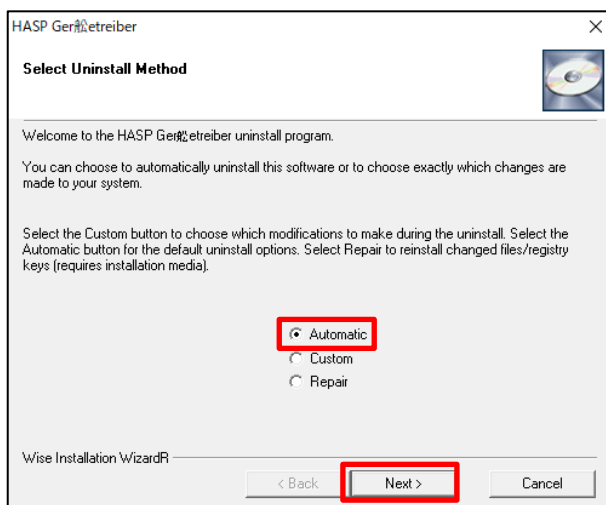 HASP Ger舩etreiber
Select Uninstall Method
Welcome to the HASP Ger舩etreiber uninstall program.
You can choose to automatically uninstall this software or to choose exactly which changes are
made to your system.
Select the Custom button to choose which modifications to make during the uninstall. Select the
Automatic button for the default uninstall options. Select Repair to reinstall changed files/registry
keys (requires installation media).
Automatic
Custom
Repair
Wise Installation WizardR
< Back
Next >
Cancel